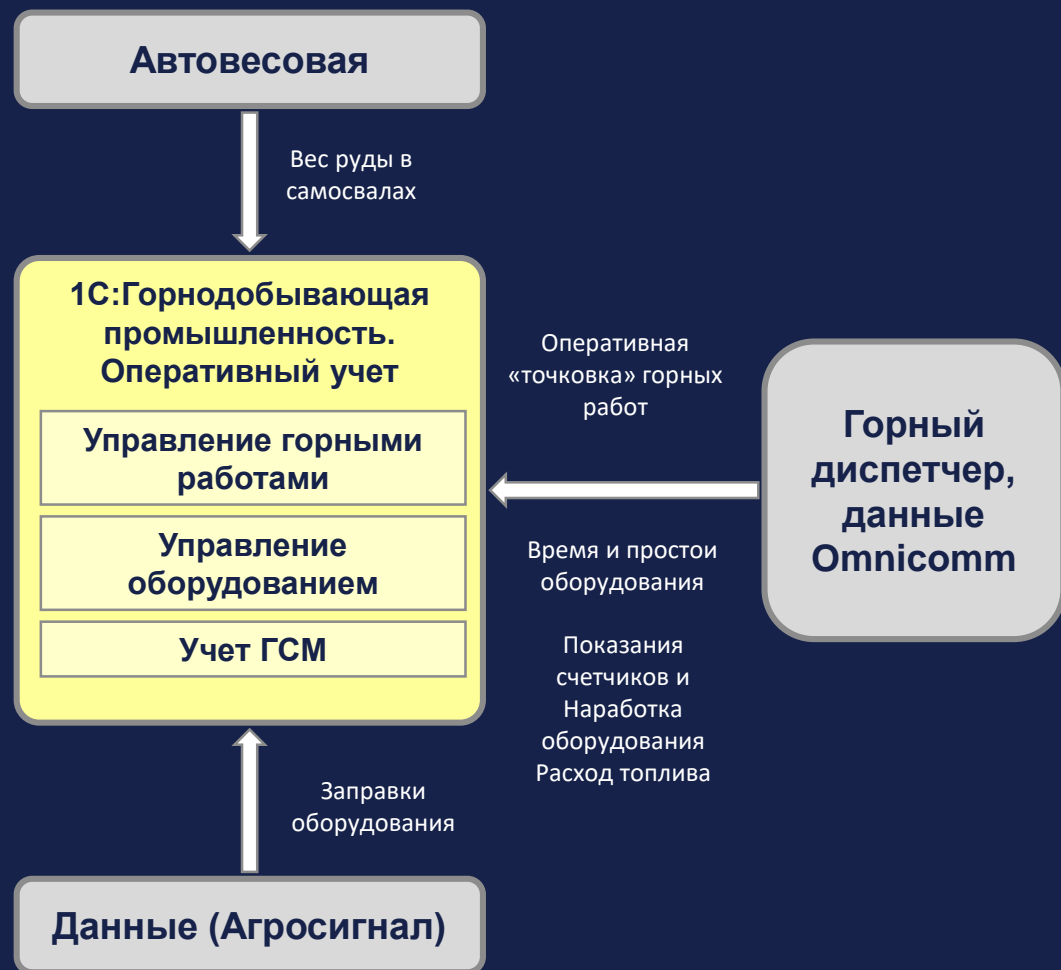 Автовесовая
Вес руды в
самосвалах
1С:Горнодобывающая
промышленность.
Оперативный учет
Управление горными
работами
Управление
оборудованием
Учет ГСМ
Оперативная
«точковка» горных
работ
Время и простои
оборудования
Показания
счетчиков и
Наработка
оборудования
Расход топлива
Горный
диспетчер,
данные
Omnicomm
Заправки
оборудования
Данные (Агросигнал)